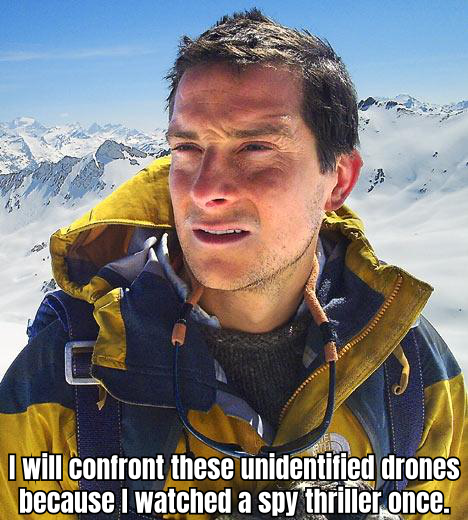 I will confront these unidentified drones
because I watched a spy thriller once.